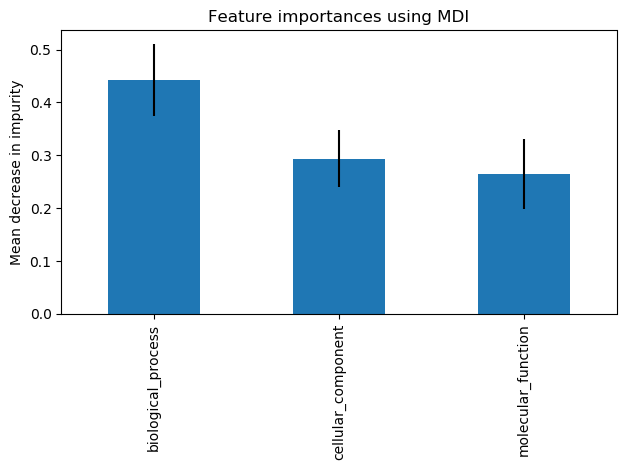 Feature importances using MDI
Mean decrease in impurity
0.5
0.4
0.3
0.2
0.1
0.0
biological_process
cellular_component
molecular_function